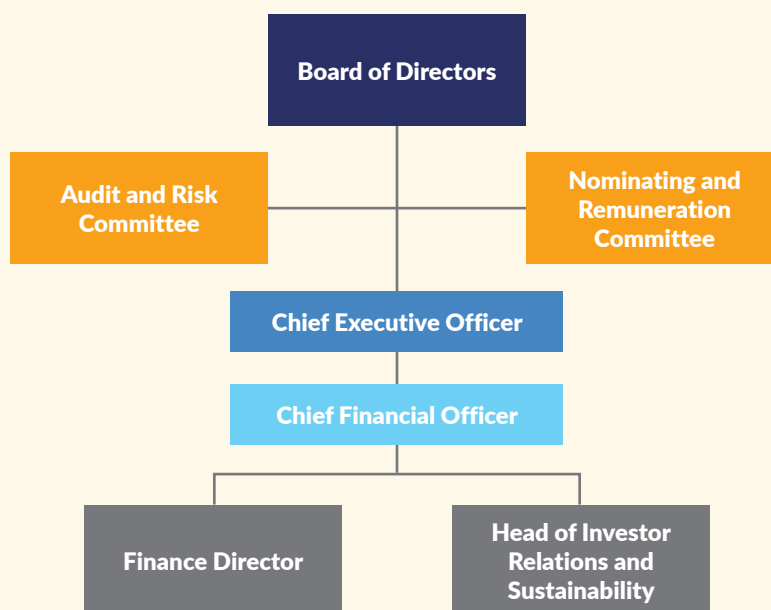 Board of Directors
Audit and Risk
Committee
Nominating and
Remuneration
Committee
Chief Executive Officer
Chief Financial Officer
Finance Director
Head of Investor
Relations and
Sustainability